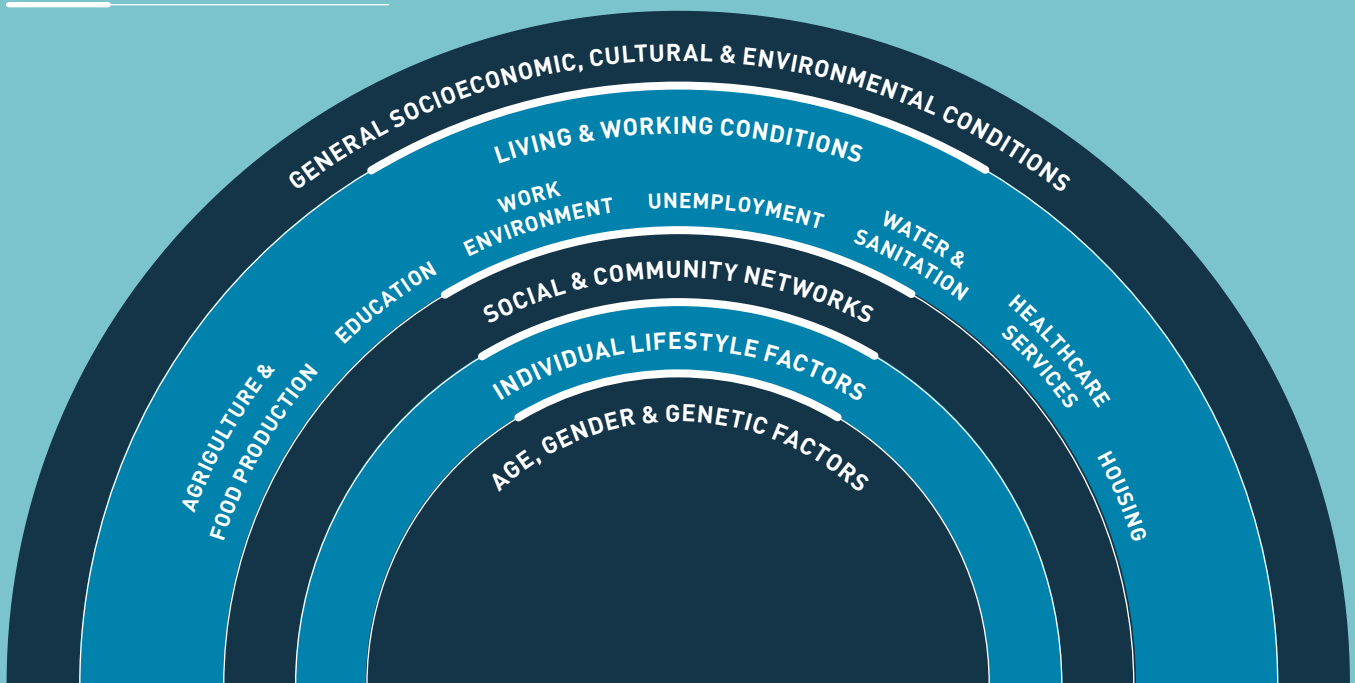 GENERAL SOCIOECONOMIC, CULTURAL & ENVIRONMENTAL CONDITIONS
LIVING & WORKING CONDITIONS
AGRIGULTURE &
FOOD PRODUCTION
EDUCATION
WORK
ENVIRONMENT
UNEMPLOYMENT
WATER &
SANITATION
HEALTHCARE
SERVICES
HOUSING
SOCIAL & COMMUNITY NETWORKS
INDIVIDUAL LIFESTYLE FACTORS
AGE, GENDER & GENETIC FACTORS